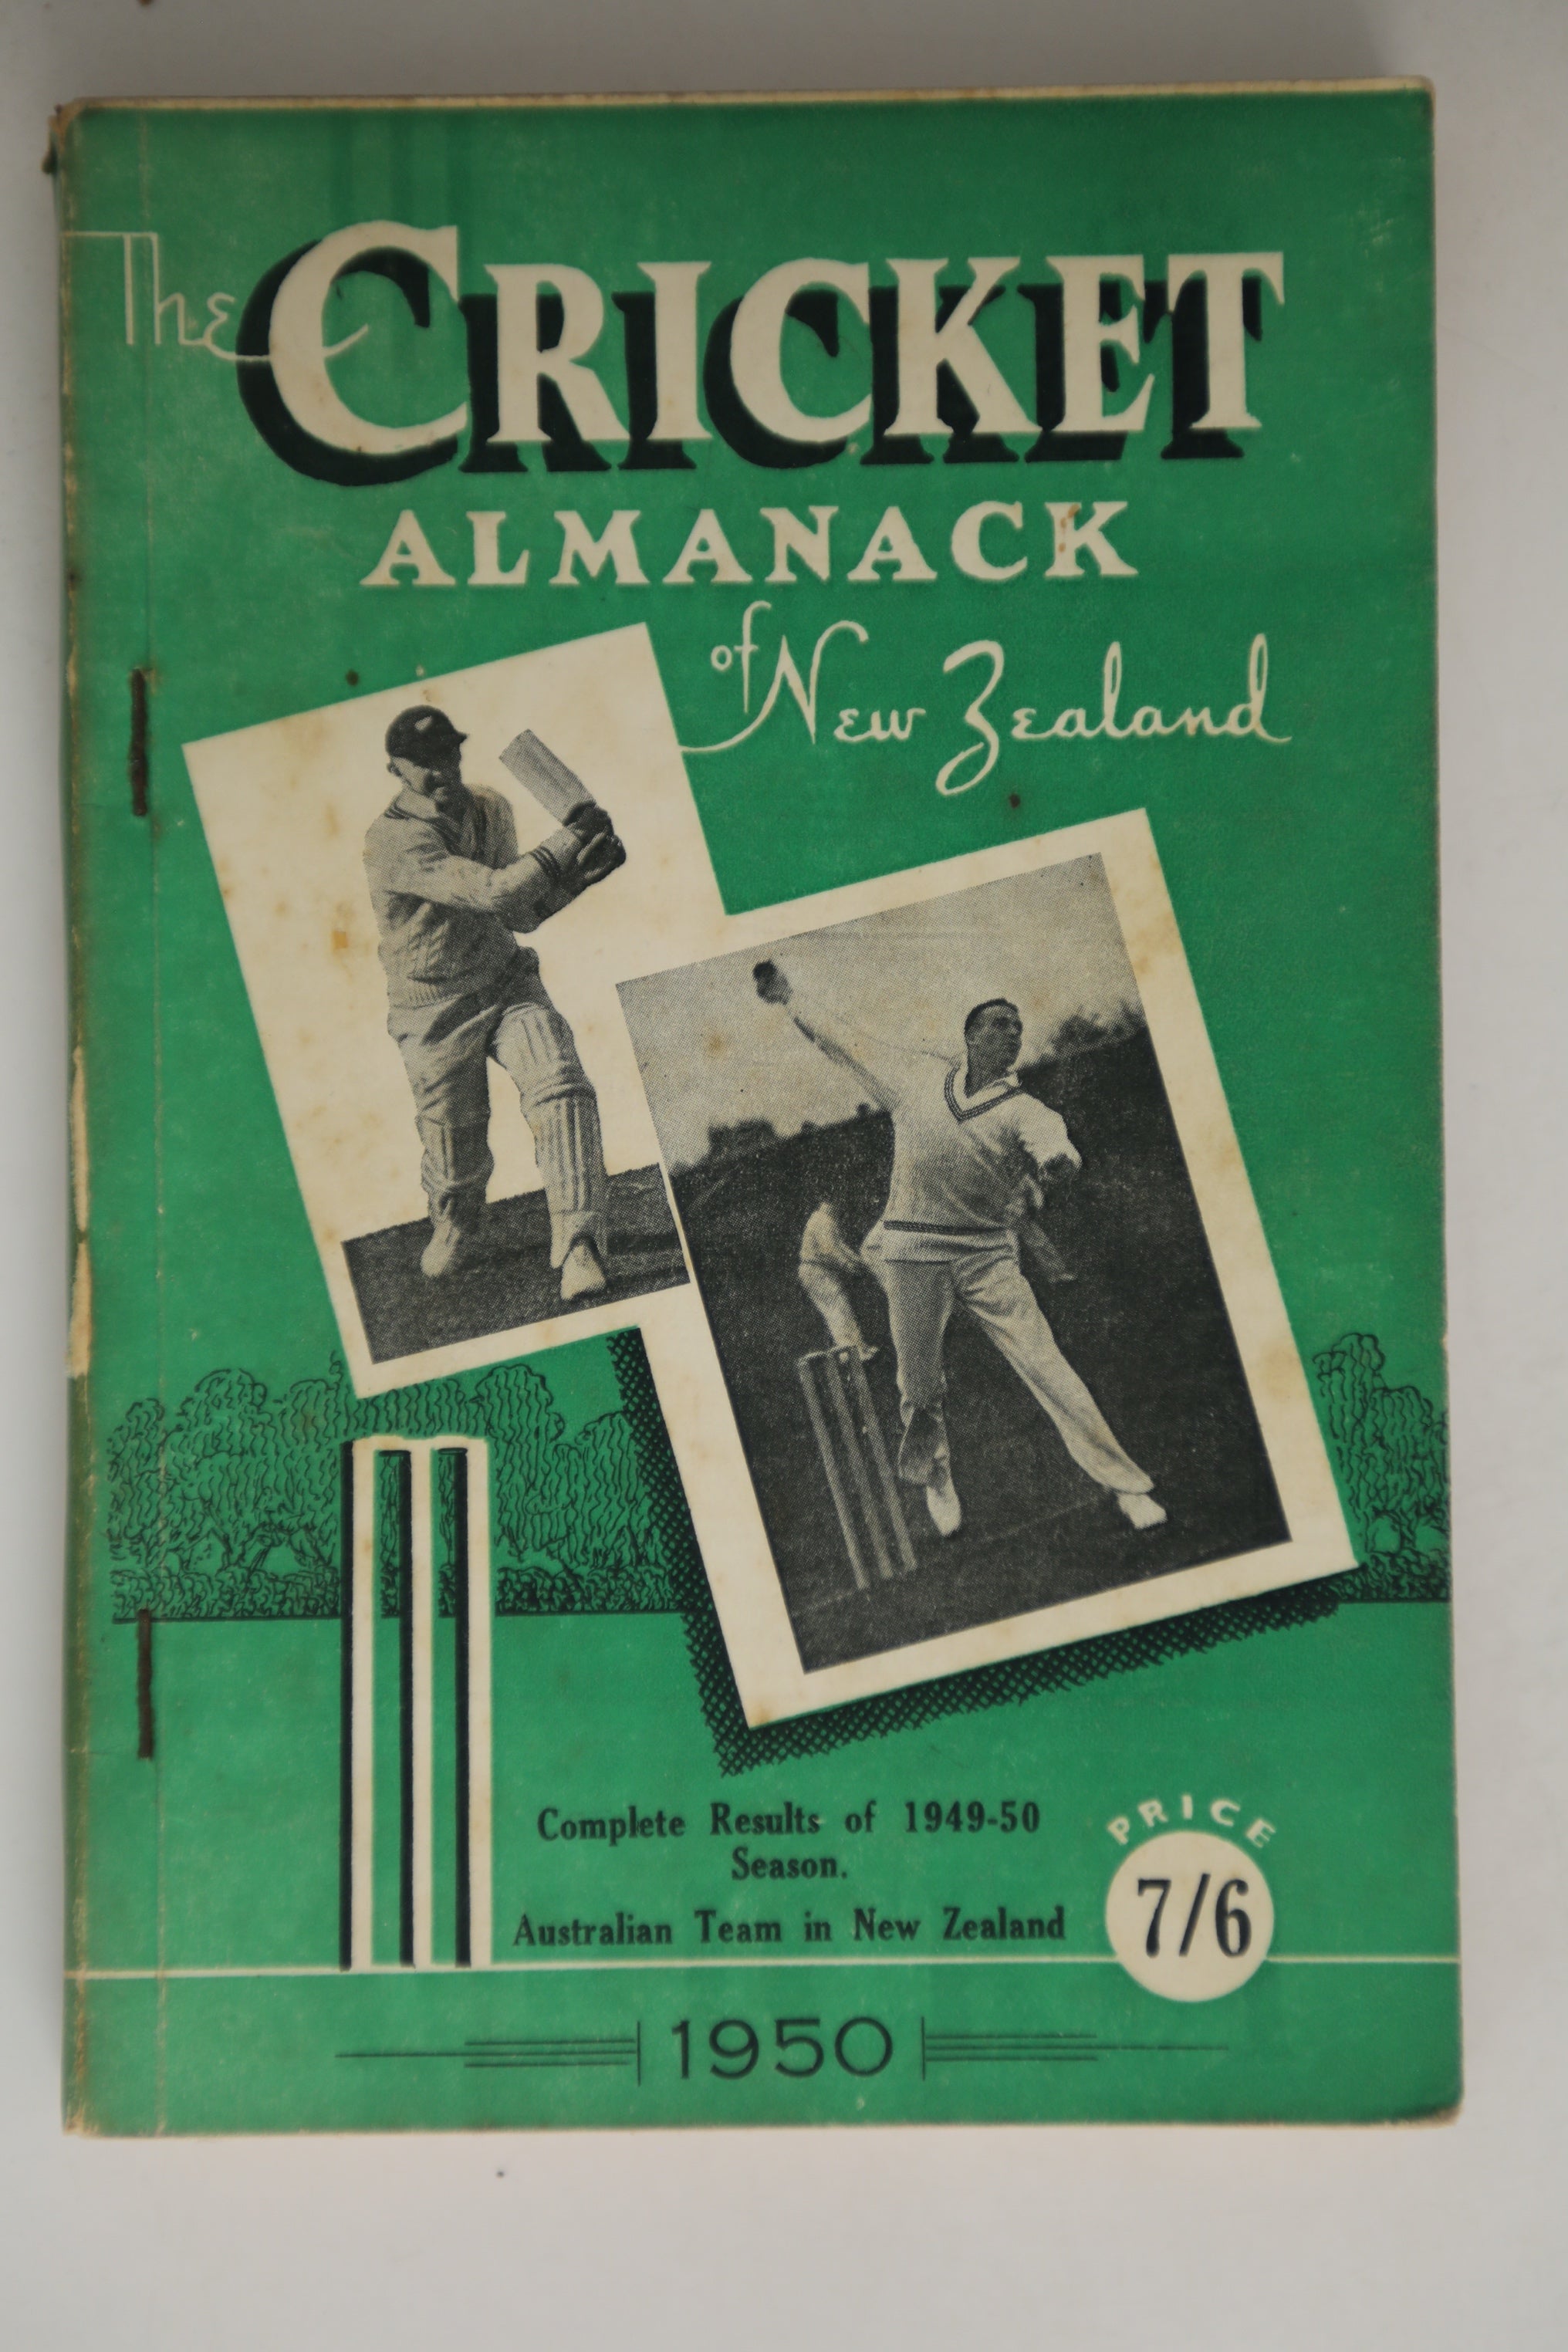 The CRICKET
ALMANACK
of New Zealand
Complete Results of 1949-50
Season.
Australian Team in New Zealand
PRICE
7/6
1950